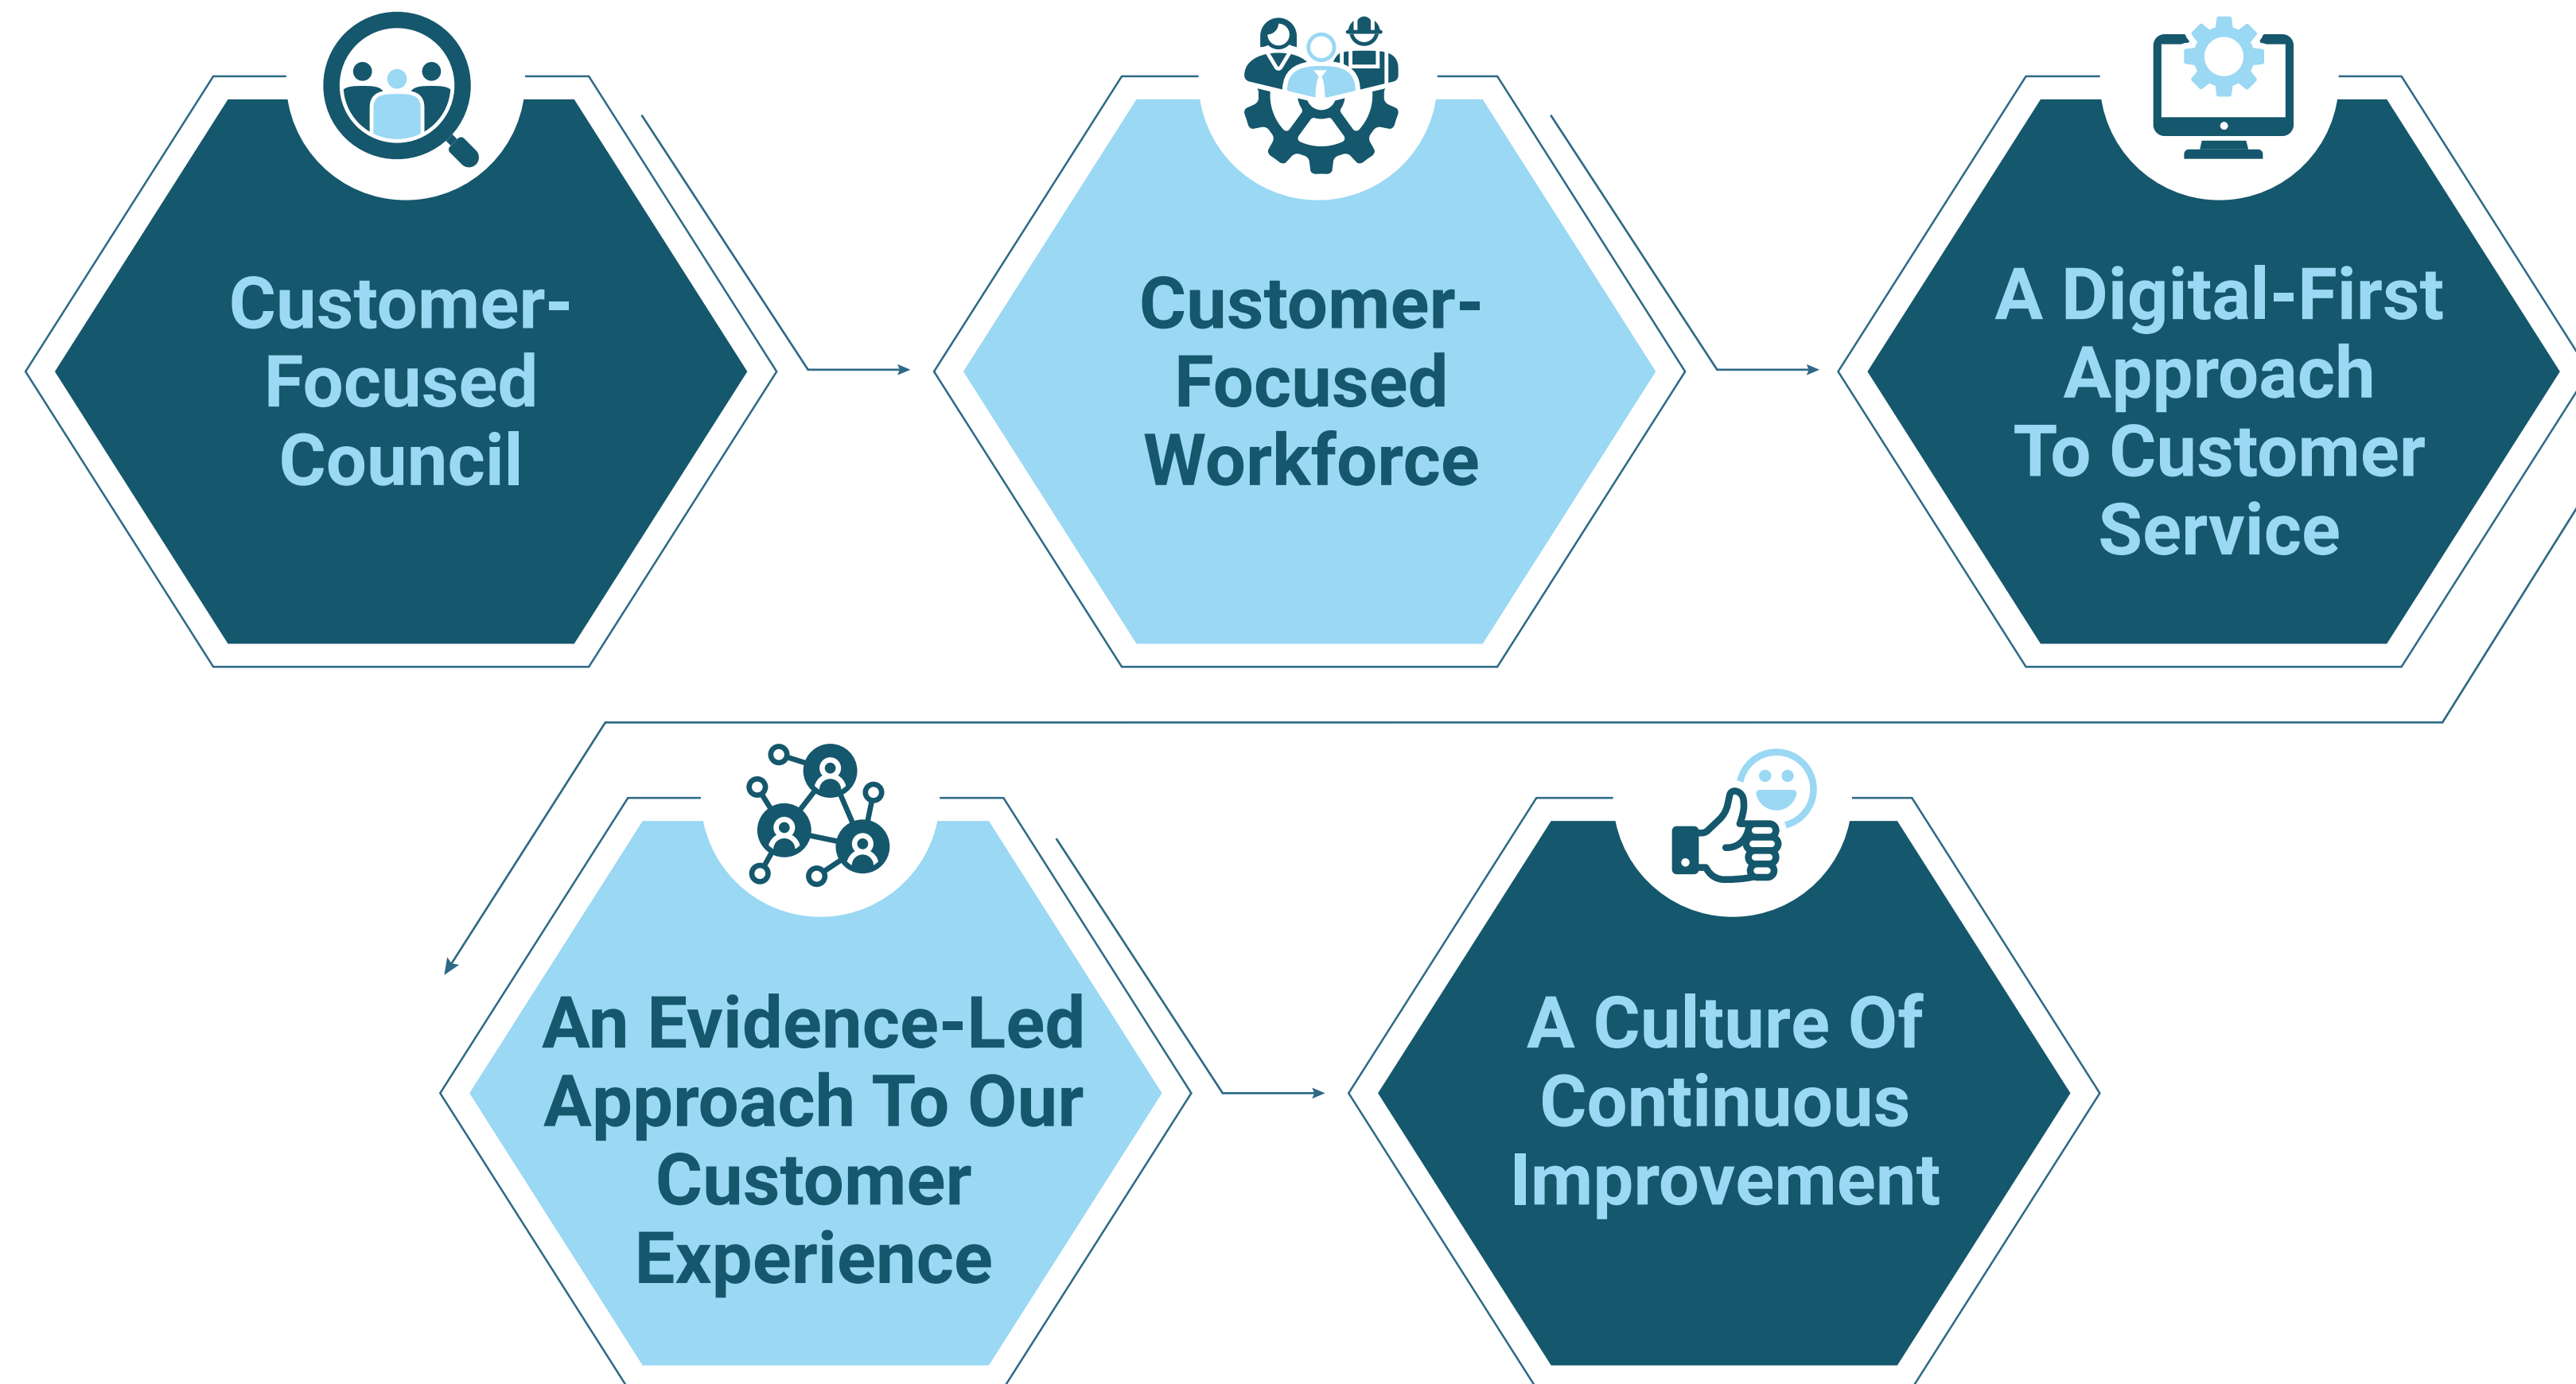 Customer-
Focused
Council
Customer-
Focused
Workforce
A Digital-First
Approach
To Customer
Service
An Evidence-Led
Approach To Our
Customer
Experience
A Culture Of
Continuous
Improvement